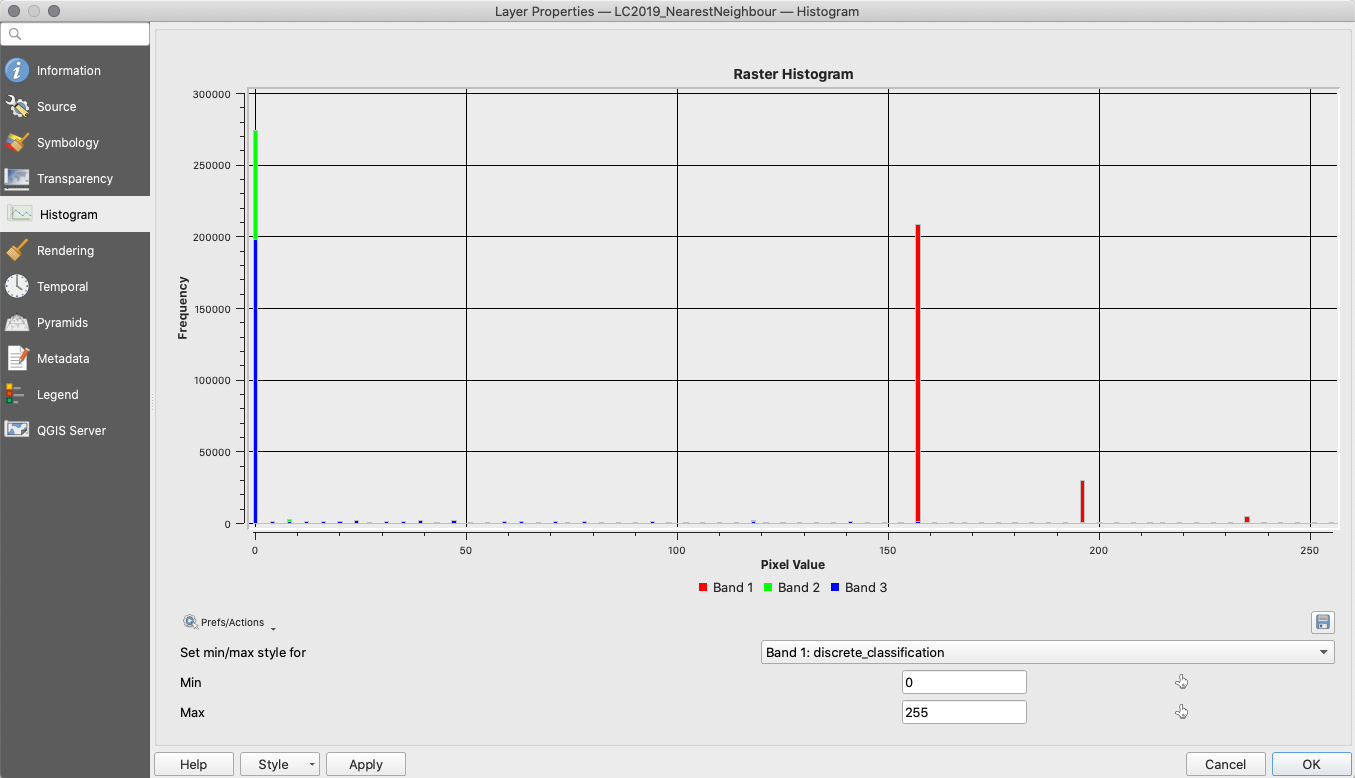 Layer Properties — LC2019_NearestNeighbour — Histogram
Information
Source
Symbology
Transparency
Histogram
Rendering
Temporal
Pyramids
Metadata
Legend
QGIS Server
Raster Histogram
300000
250000
200000
150000
100000
50000
0
Frequency
0 50 100 150 200 250
Pixel Value
Band 1 Band 2 Band 3
Prefs/Actions
Set min/max style for Band 1: discrete_classification
Min 0
Max 255
Help Style Apply Cancel OK